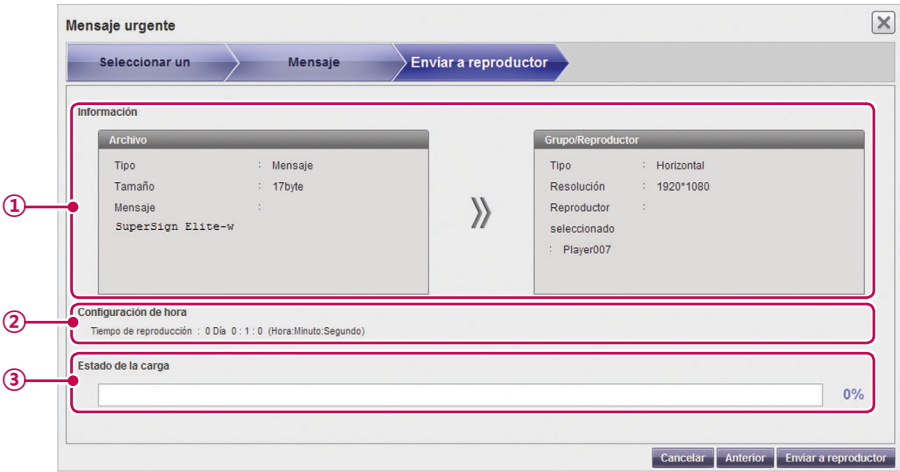 Mensaje urgente
Seleccionar un
Mensaje
Enviar a reproductor
Información
Archivo
Tipo : Mensaje
Tamaño : 17byte
Mensaje :
SuperSign Elite-w
Grupo/Reproductor
Tipo : Horizontal
Resolución : 1920*1080
Reproductor :
seleccionado
: Player007
①
Configuración de hora
②
Tiempo de reproducción : 0 Día 0 : 1 : 0 (Hora:Minuto:Segundo)
Estado de la carga
③
0%
Cancelar Anterior Enviar a reproductor